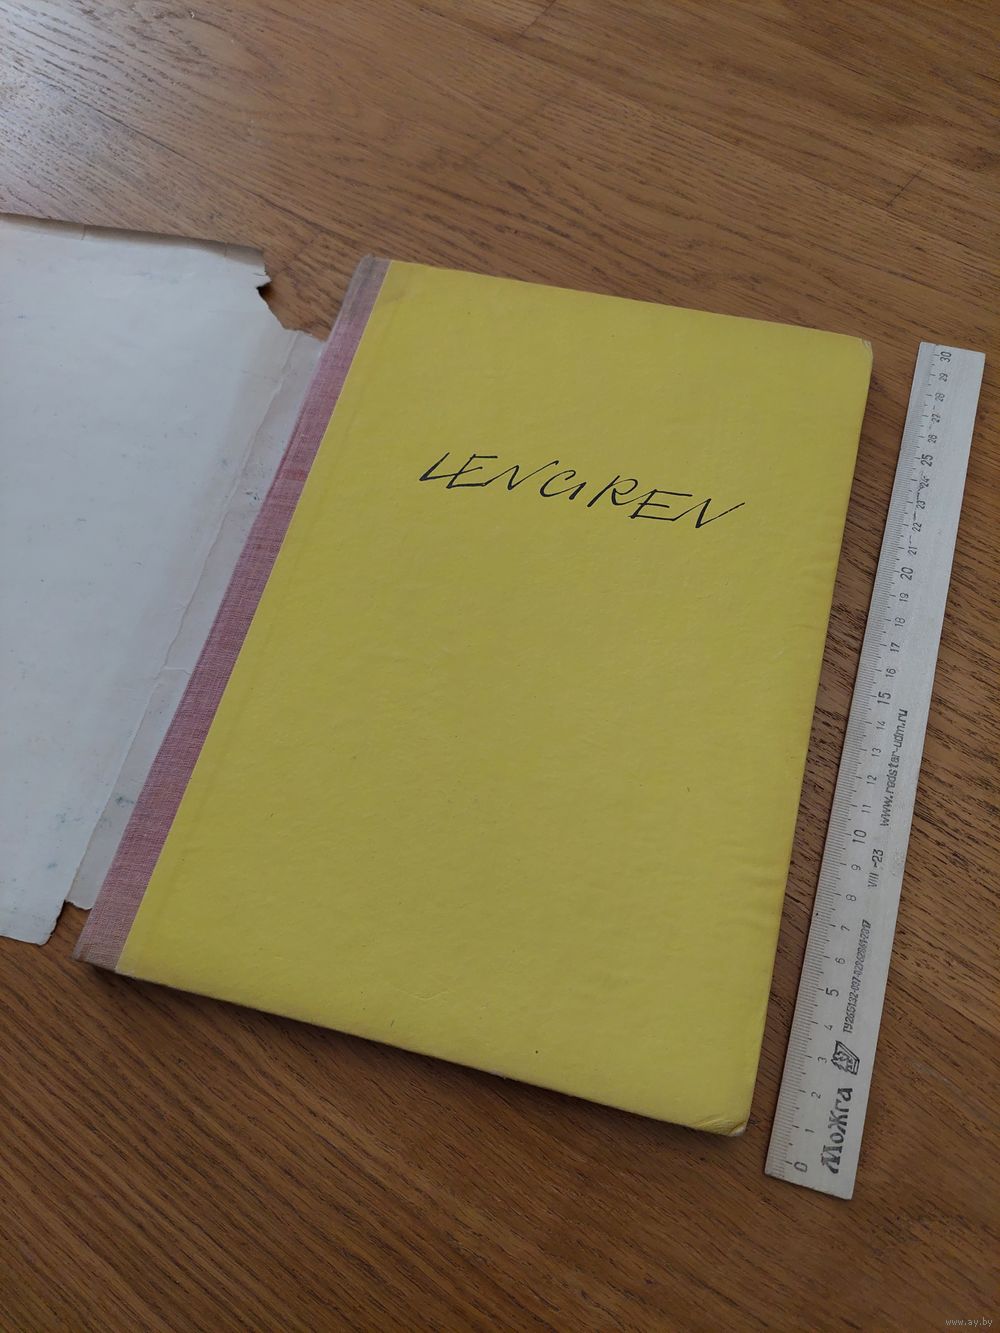 LENGREN
0 1 2 3 4 5 6 7 8 9 10 11 12 13 14 15 16 17 18 19 20 21 22 23 24 25 26 27 28 29 30
Можга
VIII -23
www.redstar-udm.ru
www.ay.by